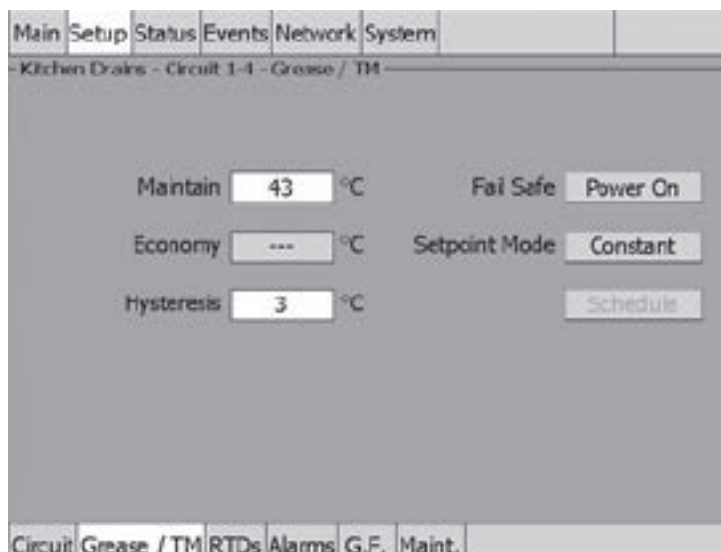 Main Setup Status Events Network System
Kitchen Drains - Circuit 1-4 - Grease / TM
Maintain 43 °C Fail Safe Power On
Economy --- °C Setpoint Mode Constant
Hysteresis 3 °C Schedule
Circuit Grease / TM RTDs Alarms G.F. Maint.